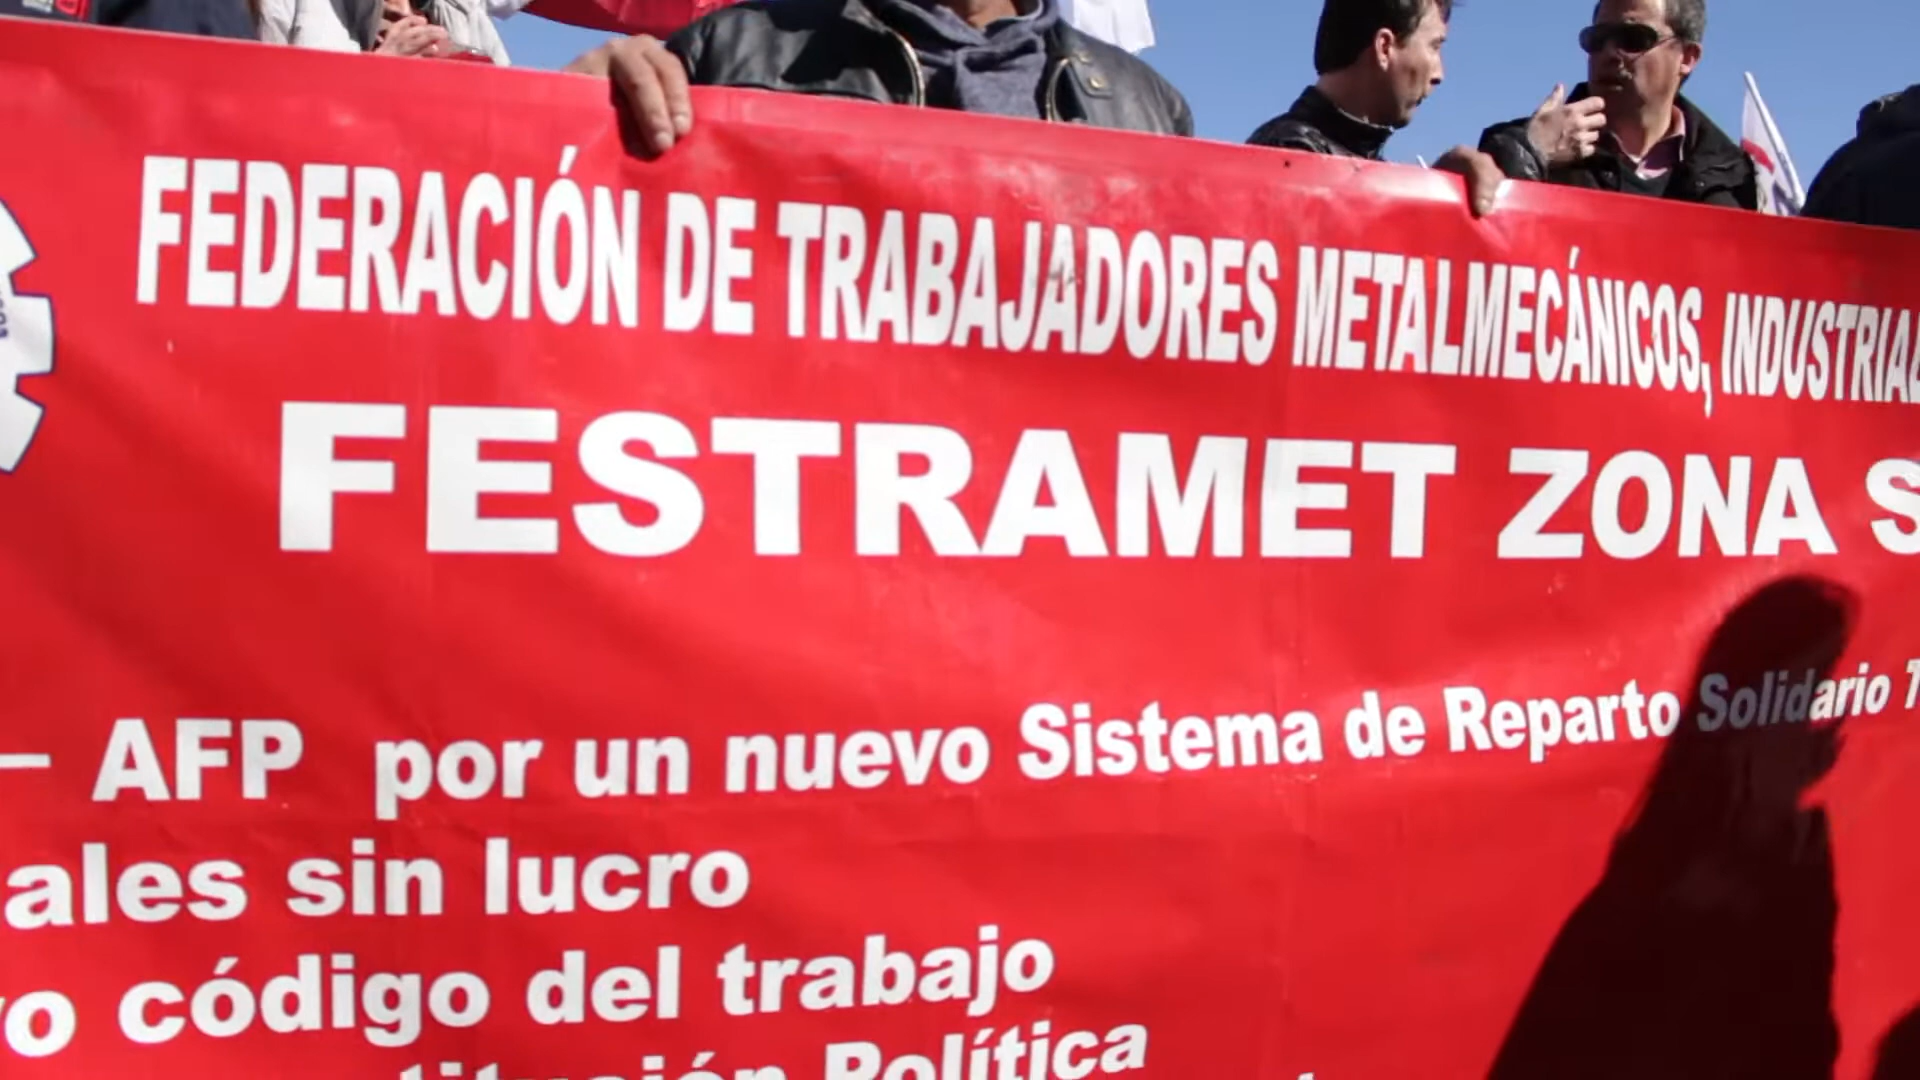 FEDERACIÓN DE TRABAJADORES METALMECÁNICOS, INDUSTRIAL
FESTRAMET ZONA S
– AFP por un nuevo Sistema de Reparto Solidario T
ales sin lucro
vo código del trabajo
titución Política